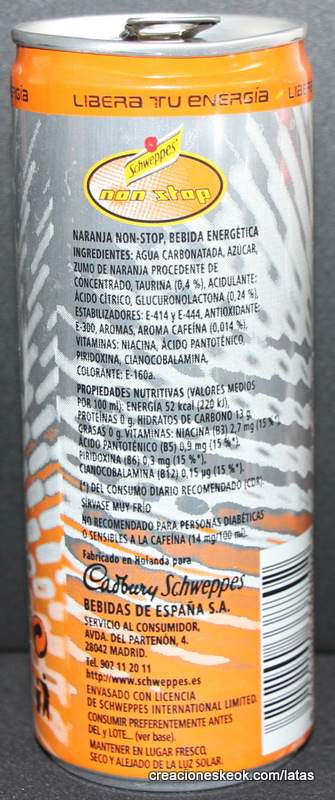 LIBERA TU ENERGÍA
LIB
Schweppes
non stop
NARANJA NON-STOP, BEBIDA ENERGÉTICA
INGREDIENTES: AGUA CARBONATADA, AZÚCAR,
ZUMO DE NARANJA PROCEDENTE DE
CONCENTRADO, TAURINA (0,4 %), ACIDULANTE:
ÁCIDO CÍTRICO, GLUCURONOLACTONA (0,24 %),
ESTABILIZADORES: E-414 y E-444, ANTIOXIDANTE:
E-300, AROMAS, AROMA CAFEÍNA (0,014 %),
VITAMINAS: NIACINA, ÁCIDO PANTOTÉNICO,
PIRIDOXINA, CIANOCOBALAMINA,
COLORANTE: E-160a.
PROPIEDADES NUTRITIVAS (VALORES MEDIOS
POR 100 ml): ENERGÍA 52 kcal (220 kJ),
PROTEÍNAS 0 g, HIDRATOS DE CARBONO 13 g,
GRASAS 0 g. VITAMINAS: NIACINA (B3) 2,7 mg (15 %*),
ÁCIDO PANTOTÉNICO (B5) 0,9 mg (15 %*),
PIRIDOXINA (B6) 0,3 mg (15 %*),
CIANOCOBALAMINA (B12) 0,15 µg (15 %*).
(*) DEL CONSUMO DIARIO RECOMENDADO (CDR).
SÍRVASE MUY FRÍO
NO RECOMENDADO PARA PERSONAS DIABÉTICAS
O SENSIBLES A LA CAFEÍNA (14 mg/100 ml).
Fabricado en Holanda para
Cadbury Schweppes
BEBIDAS DE ESPAÑA S.A.
SERVICIO AL CONSUMIDOR,
AVDA. DEL PARTENÓN, 4.
28042 MADRID.
Tel. 902 11 20 11
http://www.schweppes.es
ENVASADO CON LICENCIA
DE SCHWEPPES INTERNATIONAL LIMITED.
CONSUMIR PREFERENTEMENTE ANTES
DEL y LOTE... (ver base).
MANTENER EN LUGAR FRESCO,
SECO Y ALEJADO DE LA LUZ SOLAR.
creacioneskeok.com/latas